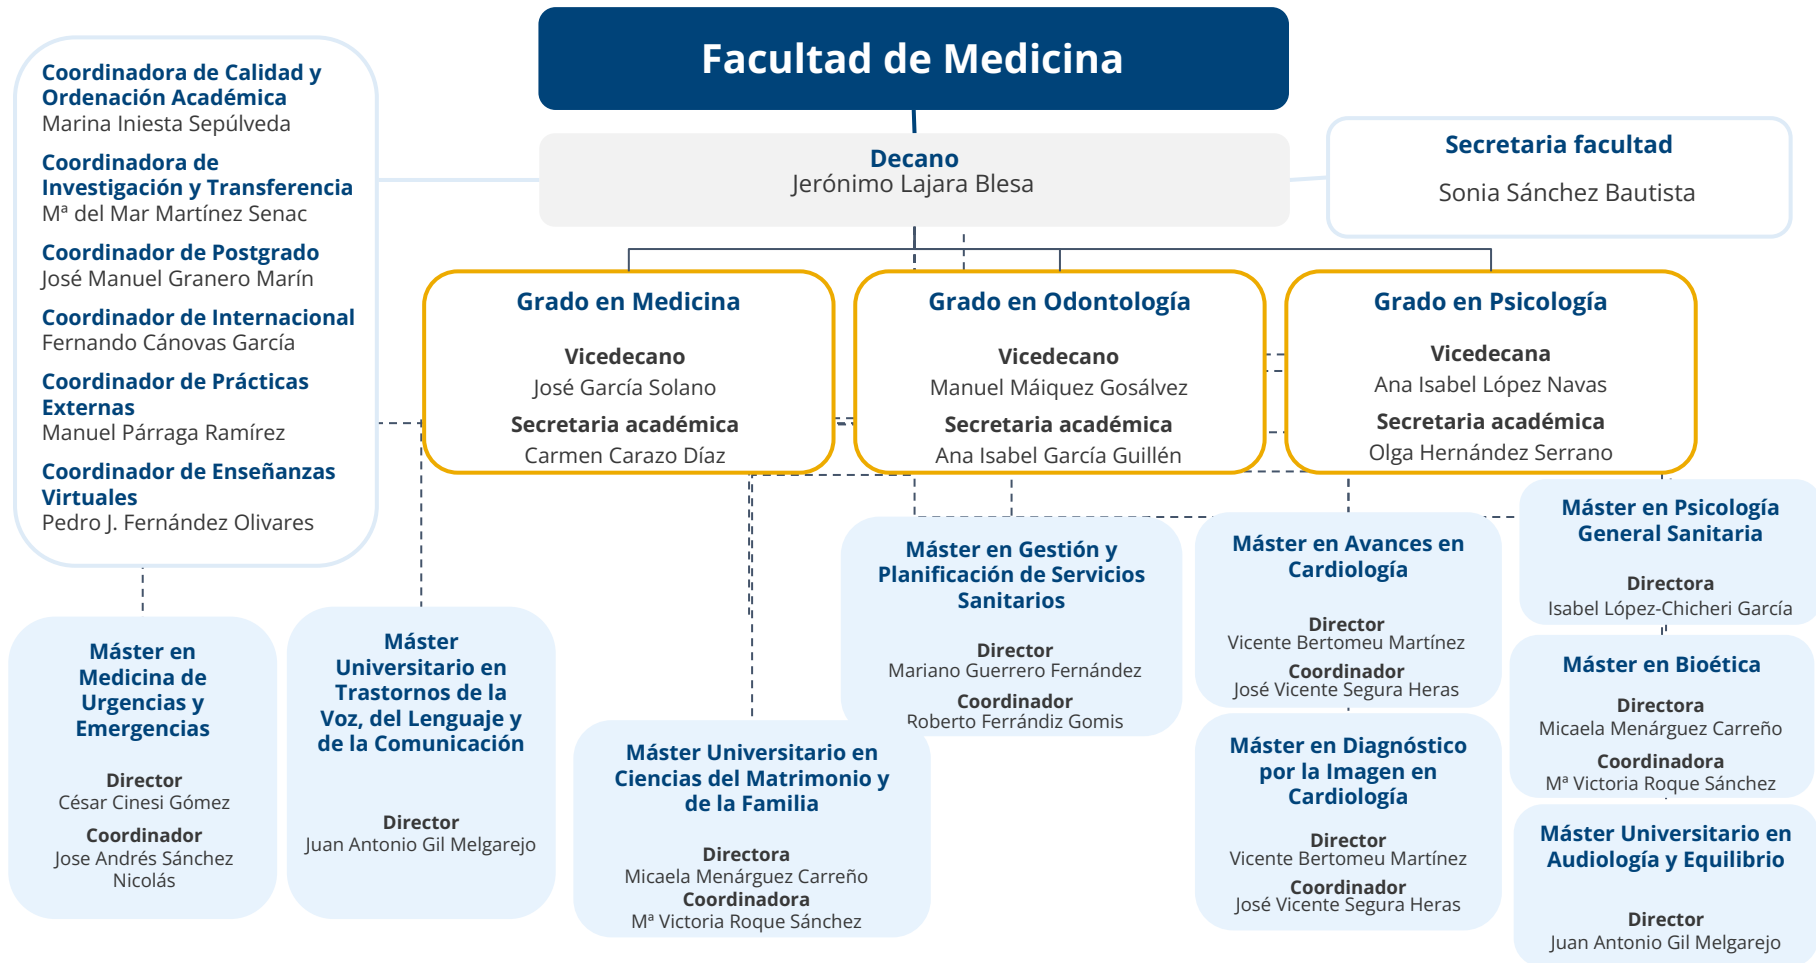 Facultad de Medicina
Coordinadora de Calidad y
Ordenación Académica
Marina Iniesta Sepúlveda
Coordinadora de
Investigación y Transferencia
Mª del Mar Martínez Senac
Coordinador de Postgrado
José Manuel Granero Marín
Coordinador de Internacional
Fernando Cánovas García
Coordinador de Prácticas
Externas
Manuel Párraga Ramírez
Coordinador de Enseñanzas
Virtuales
Pedro J. Fernández Olivares
Decano
Jerónimo Lajara Blesa
Secretaria facultad
Sonia Sánchez Bautista
Grado en Medicina
Vicedecano
José García Solano
Secretaria académica
Carmen Carazo Díaz
Grado en Odontología
Vicedecano
Manuel Máiquez Gosálvez
Secretaria académica
Ana Isabel García Guillén
Grado en Psicología
Vicedecana
Ana Isabel López Navas
Secretaria académica
Olga Hernández Serrano
Máster en
Medicina de
Urgencias y
Emergencias
Director
César Cinesi Gómez
Coordinador
Jose Andrés Sánchez
Nicolás
Máster
Universitario en
Trastornos de la
Voz, del Lenguaje y
de la Comunicación
Director
Juan Antonio Gil Melgarejo
Máster Universitario en
Ciencias del Matrimonio y
de la Familia
Directora
Micaela Menárguez Carreño
Coordinadora
Mª Victoria Roque Sánchez
Máster en Gestión y
Planificación de Servicios
Sanitarios
Director
Mariano Guerrero Fernández
Coordinador
Roberto Ferrándiz Gomis
Máster en Avances en
Cardiología
Director
Vicente Bertomeu Martínez
Coordinador
José Vicente Segura Heras
Máster en Diagnóstico
por la Imagen en
Cardiología
Director
Vicente Bertomeu Martínez
Coordinador
José Vicente Segura Heras
Máster en Psicología
General Sanitaria
Directora
Isabel López-Chicheri García
Máster en Bioética
Directora
Micaela Menárguez Carreño
Coordinadora
Mª Victoria Roque Sánchez
Máster Universitario en
Audiología y Equilibrio
Director
Juan Antonio Gil Melgarejo